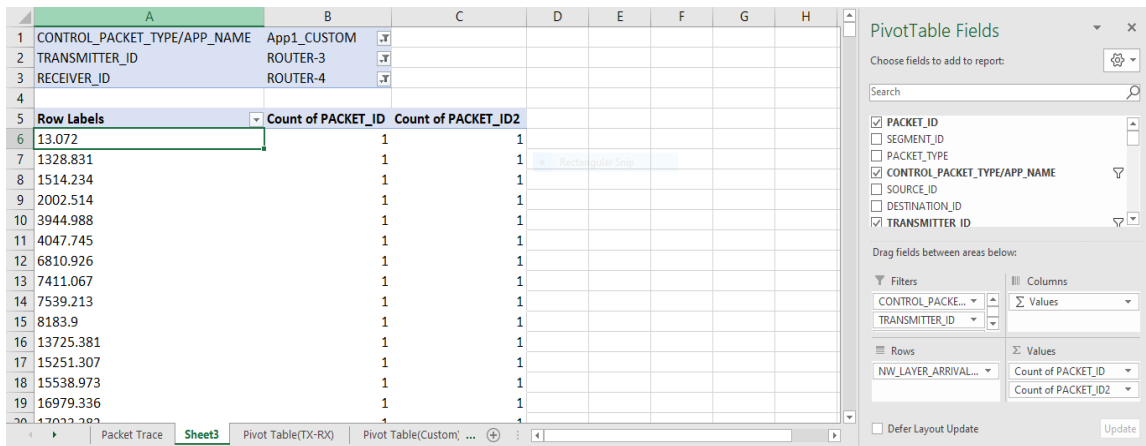 A B C D E F G H
1 CONTROL_PACKET_TYPE/APP_NAME App1_CUSTOM
2 TRANSMITTER_ID ROUTER-3
3 RECEIVER_ID ROUTER-4
4
5 Row Labels Count of PACKET_ID Count of PACKET_ID2
6 13.072 1 1
7 1328.831 1 1
8 1514.234 1 1
9 2002.514 1 1
10 3944.988 1 1
11 4047.745 1 1
12 6810.926 1 1
13 7411.067 1 1
14 7539.213 1 1
15 8183.9 1 1
16 13725.381 1 1
17 15251.307 1 1
18 15538.973 1 1
19 16979.336 1 1
Rectangular Snip
Packet Trace Sheet3 Pivot Table(TX-RX) Pivot Table(Custom) ...
PivotTable Fields
Choose fields to add to report:
Search
PACKET_ID
SEGMENT_ID
PACKET_TYPE
CONTROL_PACKET_TYPE/APP_NAME
SOURCE_ID
DESTINATION_ID
TRANSMITTER_ID
Drag fields between areas below:
Filters
CONTROL_PACKE...
TRANSMITTER_ID
Columns
Σ Values
Rows
NW_LAYER_ARRIVAL...
Σ Values
Count of PACKET_ID
Count of PACKET_ID2
Defer Layout Update
Update